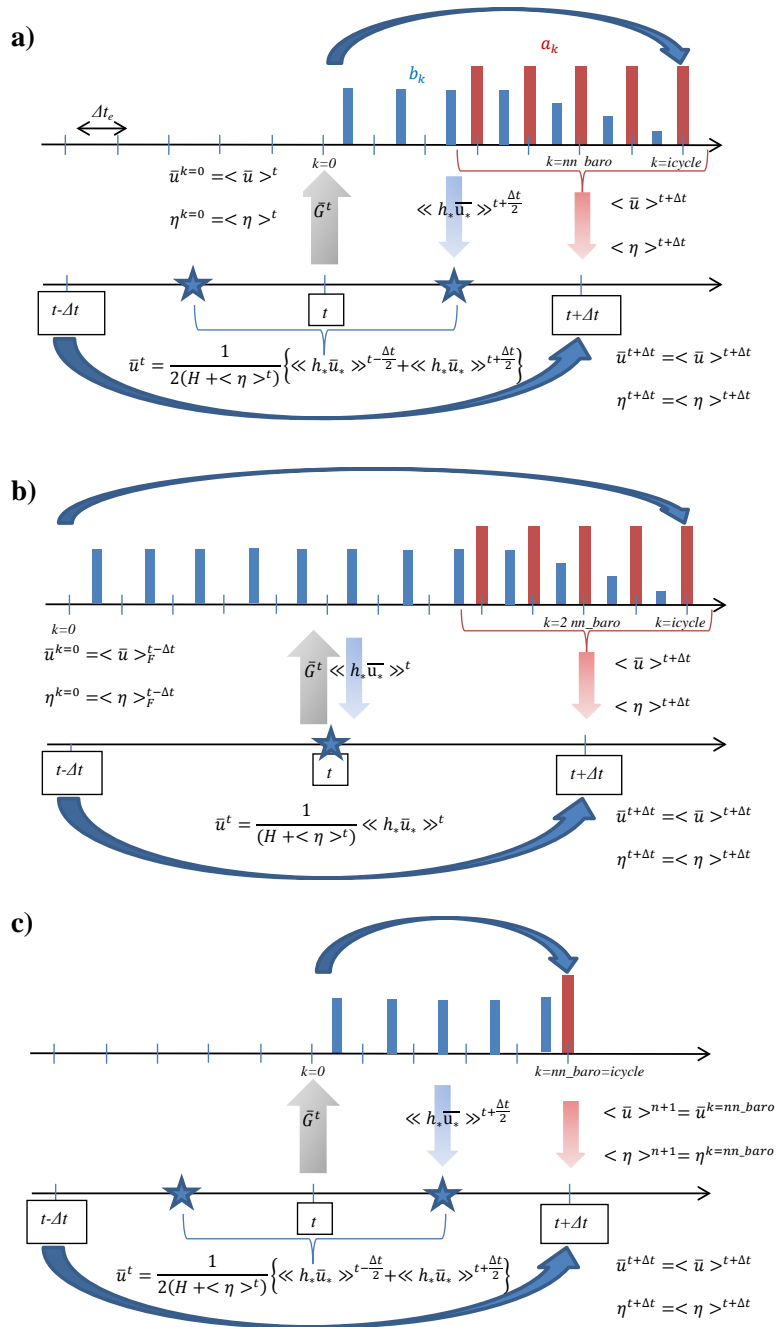 a)
a_k
b_k
Δt_e
k=0
k=nn_baro
k=icycle
ū^{k=0} =< ū >^t
Ḡ^t
≪ h_*ū_* ≫^{t+Δt/2}
< ū >^{t+Δt}
η^{k=0} =< η >^t
< η >^{t+Δt}
t-Δt
t
t+Δt
ū^t = 1/(2(H +< η >^t)) {≪ h_*ū_* ≫^{t-Δt/2}+≪ h_*ū_* ≫^{t+Δt/2}}
ū^{t+Δt} =< ū >^{t+Δt}
η^{t+Δt} =< η >^{t+Δt}
b)
k=0
k=2 nn_baro
k=icycle
ū^{k=0} =< ū >_F^{t-Δt}
Ḡ^t
≪ h_*ū_* ≫^t
< ū >^{t+Δt}
η^{k=0} =< η >_F^{t-Δt}
< η >^{t+Δt}
t-Δt
t
t+Δt
ū^t = 1/((H +< η >^t)) ≪ h_*ū_* ≫^t
ū^{t+Δt} =< ū >^{t+Δt}
η^{t+Δt} =< η >^{t+Δt}
c)
k=0
k=nn_baro=icycle
Ḡ^t
≪ h_*ū_* ≫^{t+Δt/2}
< ū >^{n+1}= ū^{k=nn_baro}
< η >^{n+1}= η^{k=nn_baro}
t-Δt
t
t+Δt
ū^t = 1/(2(H +< η >^t)) {≪ h_*ū_* ≫^{t-Δt/2}+≪ h_*ū_* ≫^{t+Δt/2}}
ū^{t+Δt} =< ū >^{t+Δt}
η^{t+Δt} =< η >^{t+Δt}